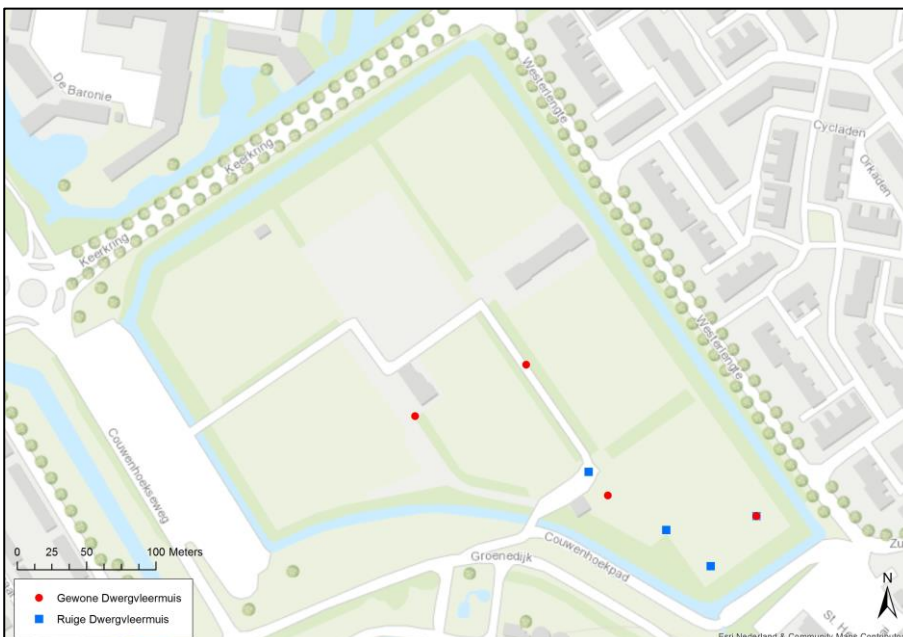 De Baronie
Keerkring
Keerkring
Westerlengte
Cycladen
Orkaden
Westerlengte
Couwenhoekseweg
Groenedijk
Couwenhoekpad
Zu
St. H
0 25 50 100 Meters
Gewone Dwergvleermuis
Ruige Dwergvleermuis
N
Esri Nederland & Community Maps Contributo